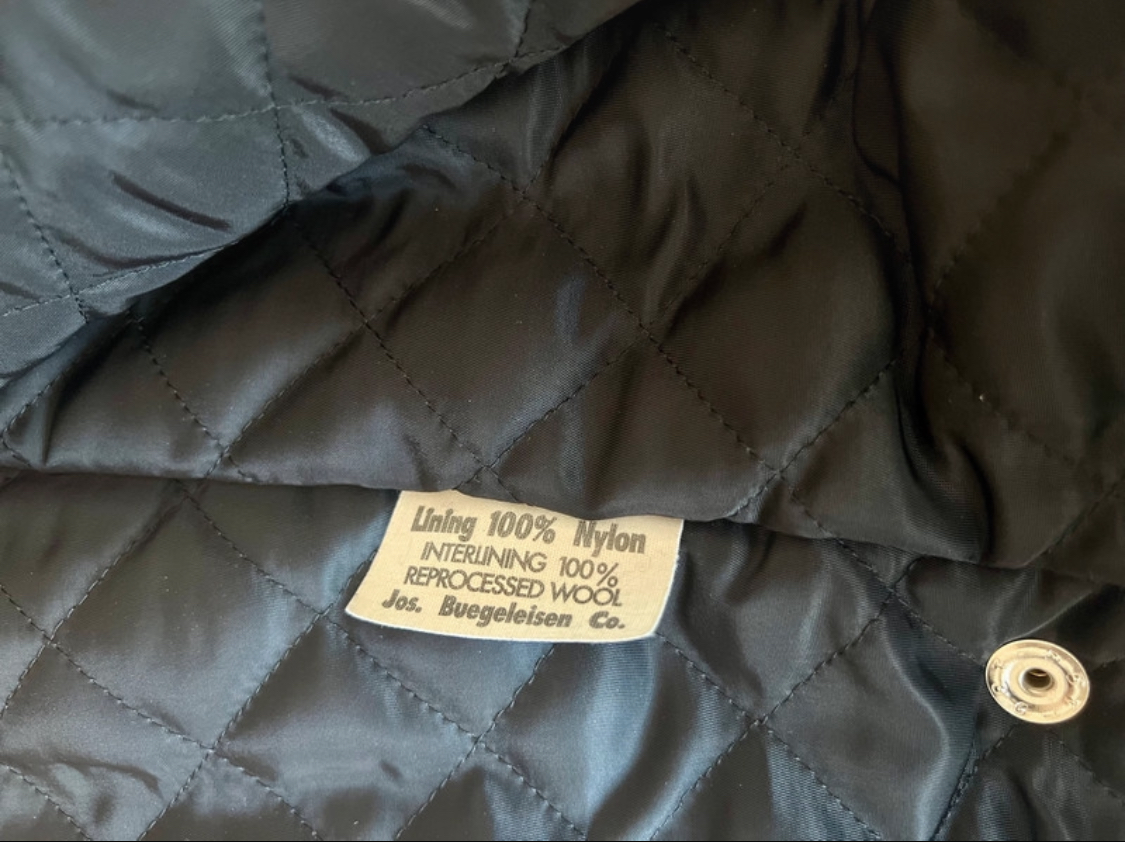 Lining 100% Nylon
INTERLINING 100%
REPROCESSED WOOL
Jos. Buegeleisen Co.